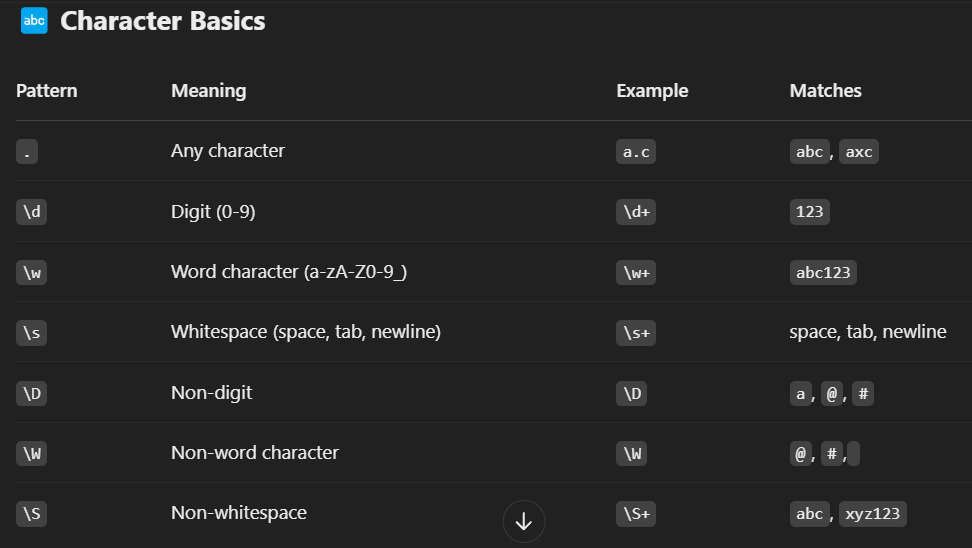 abc Character Basics
Pattern Meaning Example Matches
. Any character a.c abc, axc
\d Digit (0-9) \d+ 123
\w Word character (a-zA-Z0-9_) \w+ abc123
\s Whitespace (space, tab, newline) \s+ space, tab, newline
\D Non-digit \D a, @, #
\W Non-word character \W @, #,
\S Non-whitespace \S+ abc, xyz123